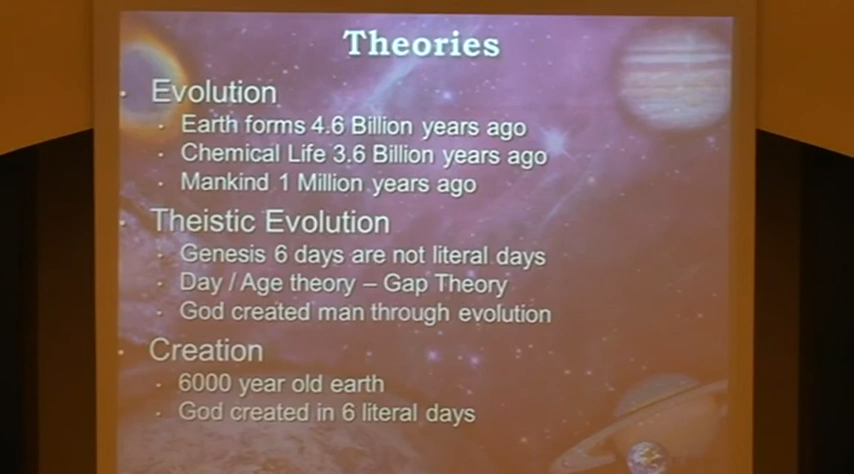 Theories
Evolution
Earth forms 4.6 Billion years ago
Chemical Life 3.6 Billion years ago
Mankind 1 Million years ago
Theistic Evolution
Genesis 6 days are not literal days
Day / Age theory – Gap Theory
God created man through evolution
Creation
6000 year old earth
God created in 6 literal days